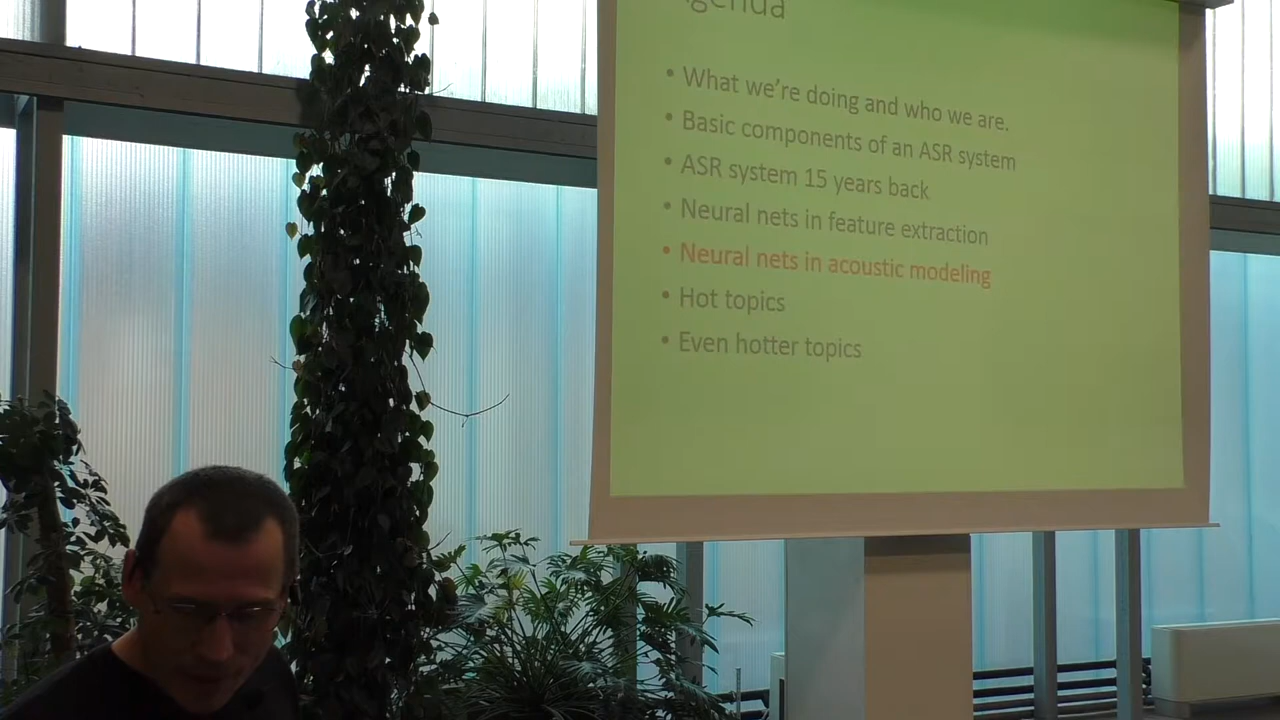 Agenda
• What we're doing and who we are.
• Basic components of an ASR system
• ASR system 15 years back
• Neural nets in feature extraction
• Neural nets in acoustic modeling
• Hot topics
• Even hotter topics